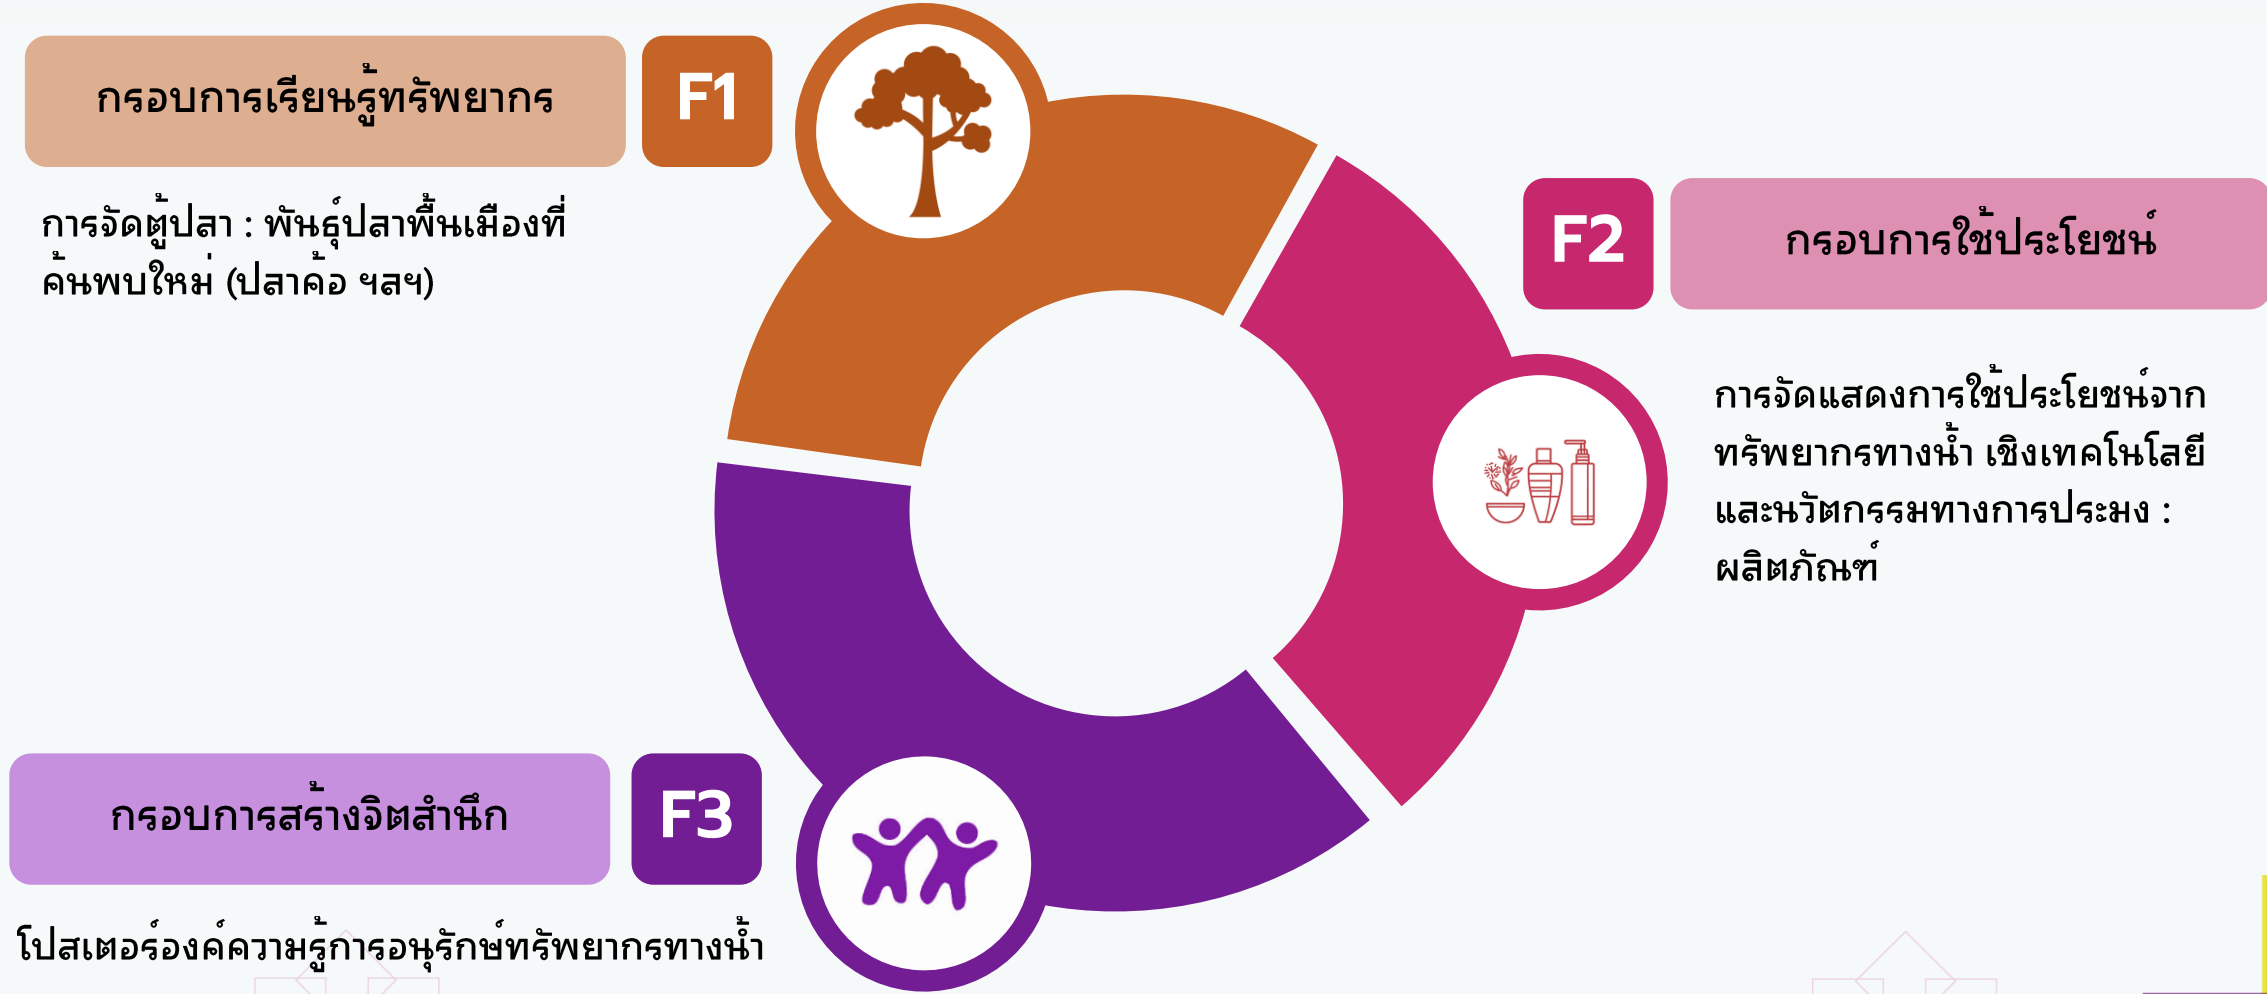 กรอบการเรียนรู้ทรัพยากร
F1
การจัดตู้ปลา : พันธุ์ปลาพื้นเมืองที่
ค้นพบใหม่ (ปลาค้อ ฯลฯ)
F2
กรอบการใช้ประโยชน์
การจัดแสดงการใช้ประโยชน์จาก
ทรัพยากรทางน้ำ เชิงเทคโนโลยี
และนวัตกรรมทางการประมง :
ผลิตภัณฑ์
กรอบการสร้างจิตสำนึก
F3
โปสเตอร์องค์ความรู้การอนุรักษ์ทรัพยากรทางน้ำ